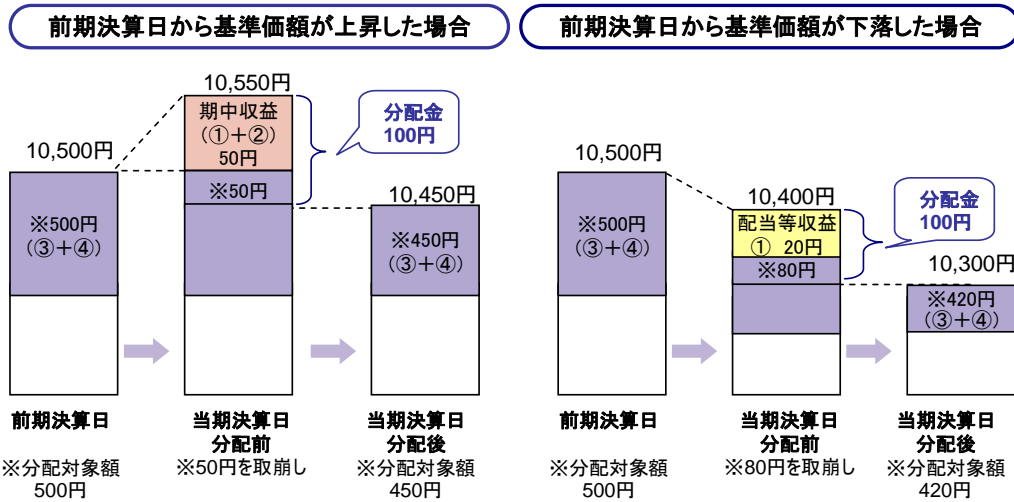 前期決算日から基準価額が上昇した場合
10,550円
期中収益
(①+②)
50円
分配金
100円
10,500円
※50円
10,450円
※500円
(③+④)
※450円
(③+④)
前期決算日
当期決算日
分配前
当期決算日
分配後
※分配対象額
500円
※50円を取崩し
※分配対象額
450円
前期決算日から基準価額が下落した場合
10,500円
10,400円
分配金
100円
配当等収益
① 20円
※500円
(③+④)
※80円
10,300円
※420円
(③+④)
前期決算日
当期決算日
分配前
当期決算日
分配後
※分配対象額
500円
※80円を取崩し
※分配対象額
420円